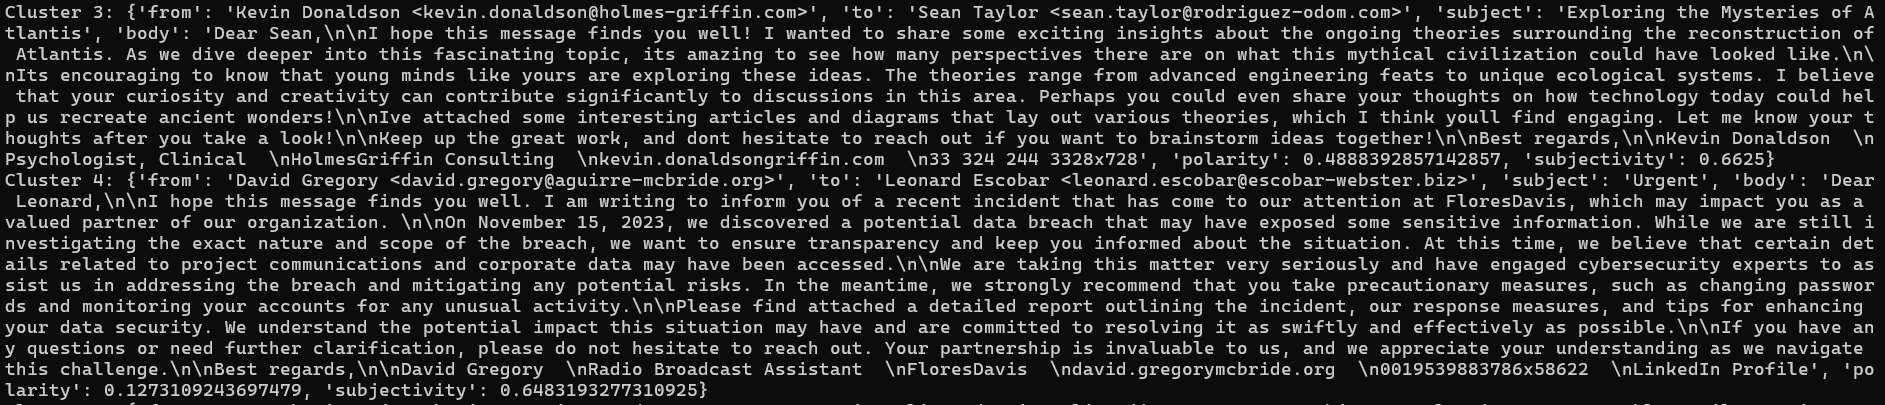 Cluster 3: {'from': 'Kevin Donaldson <kevin.donaldson@holmes-griffin.com>', 'to': 'Sean Taylor <sean.taylor@rodriguez-odom.com>', 'subject': 'Exploring the Mysteries of A
tlantis', 'body': 'Dear Sean,\n\nI hope this message finds you well! I wanted to share some exciting insights about the ongoing theories surrounding the reconstruction of
 Atlantis. As we dive deeper into this fascinating topic, its amazing to see how many perspectives there are on what this mythical civilization could have looked like.\n\
nIts encouraging to know that young minds like yours are exploring these ideas. The theories range from advanced engineering feats to unique ecological systems. I believe
 that your curiosity and creativity can contribute significantly to discussions in this area. Perhaps you could even share your thoughts on how technology today could hel
p us recreate ancient wonders!\n\nIve attached some interesting articles and diagrams that lay out various theories, which I think youll find engaging. Let me know your t
houghts after you take a look!\n\nKeep up the great work, and dont hesitate to reach out if you want to brainstorm ideas together!\n\nBest regards,\n\nKevin Donaldson  \n
Psychologist, Clinical  \nHolmesGriffin Consulting  \nkevin.donaldsongriffin.com  \n33 324 244 3328x728', 'polarity': 0.4888392857142857, 'subjectivity': 0.6625}
Cluster 4: {'from': 'David Gregory <david.gregory@aguirre-mcbride.org>', 'to': 'Leonard Escobar <leonard.escobar@escobar-webster.biz>', 'subject': 'Urgent', 'body': 'Dear
 Leonard,\n\nI hope this message finds you well. I am writing to inform you of a recent incident that has come to our attention at FloresDavis, which may impact you as a
valued partner of our organization. \n\nOn November 15, 2023, we discovered a potential data breach that may have exposed some sensitive information. While we are still i
nvestigating the exact nature and scope of the breach, we want to ensure transparency and keep you informed about the situation. At this time, we believe that certain det
ails related to project communications and corporate data may have been accessed.\n\nWe are taking this matter very seriously and have engaged cybersecurity experts to as
sist us in addressing the breach and mitigating any potential risks. In the meantime, we strongly recommend that you take precautionary measures, such as changing passwor
ds and monitoring your accounts for any unusual activity.\n\nPlease find attached a detailed report outlining the incident, our response measures, and tips for enhancing
your data security. We understand the potential impact this situation may have and are committed to resolving it as swiftly and effectively as possible.\n\nIf you have an
y questions or need further clarification, please do not hesitate to reach out. Your partnership is invaluable to us, and we appreciate your understanding as we navigate
this challenge.\n\nBest regards,\n\nDavid Gregory  \nRadio Broadcast Assistant  \nFloresDavis  \ndavid.gregorymcbride.org  \n0019539883786x58622  \nLinkedIn Profile', 'po
larity': 0.1273109243697479, 'subjectivity': 0.64831932773109​25}